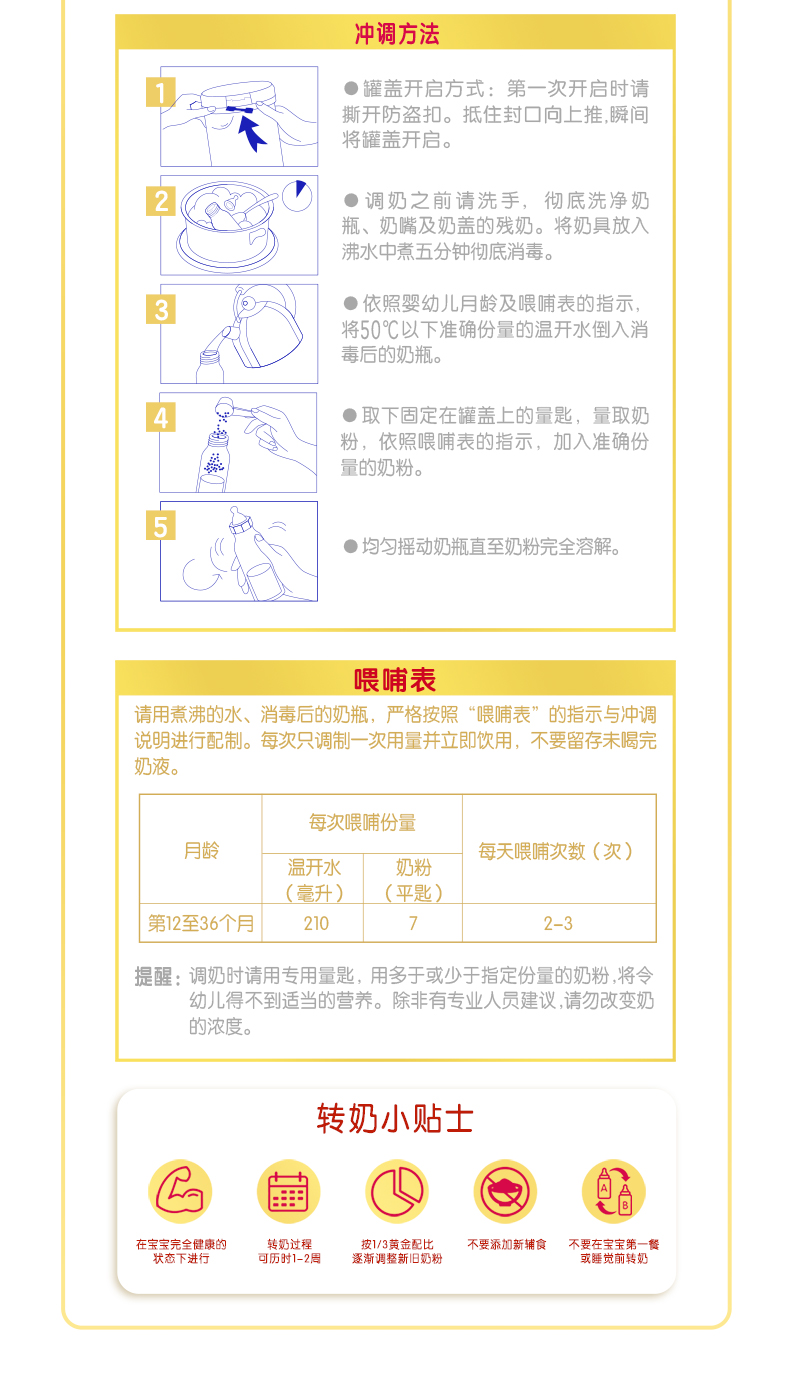 冲调方法
1
●罐盖开启方式：第一次开启时请
撕开防盗扣。抵住封口向上推,瞬间
将罐盖开启。
2
●调奶之前请洗手，彻底洗净奶
瓶、奶嘴及奶盖的残奶。将奶具放入
沸水中煮五分钟彻底消毒。
3
●依照婴幼儿月龄及喂哺表的指示，
将50℃以下准确份量的温开水倒入消
毒后的奶瓶。
4
●取下固定在罐盖上的量匙，量取奶
粉，依照喂哺表的指示，加入准确份
量的奶粉。
5
●均匀摇动奶瓶直至奶粉完全溶解。
喂哺表
请用煮沸的水、消毒后的奶瓶，严格按照“喂哺表”的指示与冲调
说明进行配制。每次只调制一次用量并立即饮用，不要留存未喝完
奶液。
月龄
每次喂哺份量
每天喂哺次数（次）
温开水
（毫升）
奶粉
（平匙）
第12至36个月
210
7
2-3
提醒：调奶时请用专用量匙，用多于或少于指定份量的奶粉,将令
幼儿得不到适当的营养。除非有专业人员建议,请勿改变奶
的浓度。
转奶小贴士
A
B
在宝宝完全健康的
状态下进行
转奶过程
可历时1-2周
按1/3黄金配比
逐渐调整新旧奶粉
不要添加新辅食
不要在宝宝第一餐
或睡觉前转奶